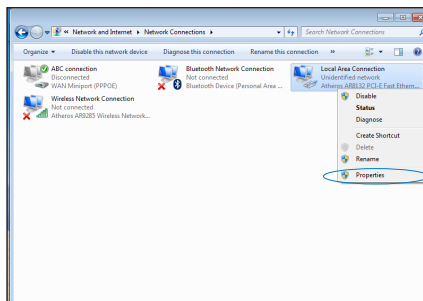 « Network and Internet ▸ Network Connections ▸
Search Network Connections
Organize ▾ Disable this network device Diagnose this connection Rename this connection »
ABC connection
Disconnected
WAN Miniport (PPPOE)
Bluetooth Network Connection
Not connected
Bluetooth Device (Personal Area ...
Local Area Connection
Unidentified network
Atheros AR8132 PCI-E Fast Ethern...
Wireless Network Connection
Not connected
Atheros AR9285 Wireless Network...
Disable
Status
Diagnose
Create Shortcut
Delete
Rename
Properties